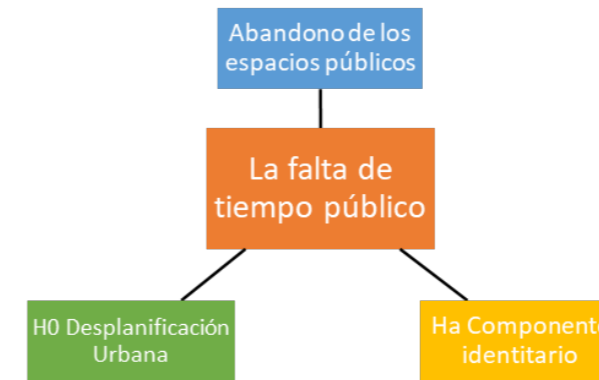 Abandono de los
espacios públicos
La falta de
tiempo público
H0 Desplanificación
Urbana
Ha Componente
identitario